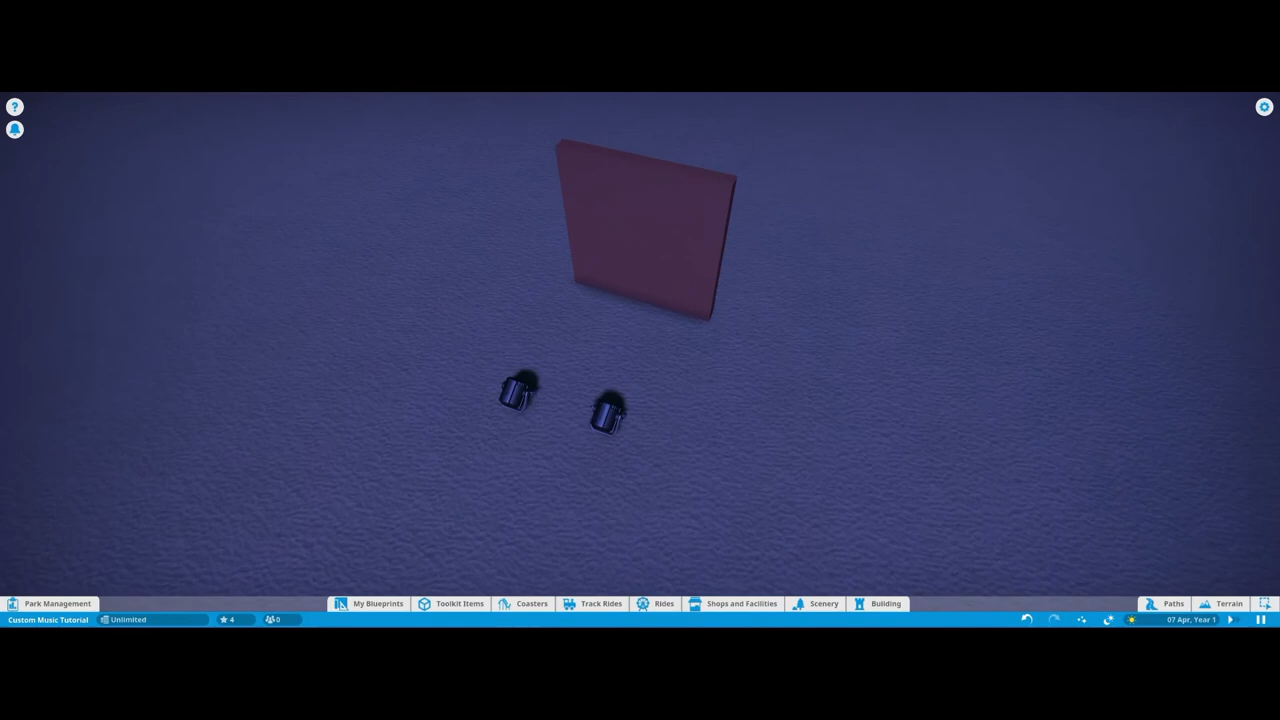 ?
Park Management
My Blueprints
Toolkit Items
Coasters
Track Rides
Rides
Shops and Facilities
Scenery
Building
Paths
Terrain
Custom Music Tutorial
Unlimited
4
0
07 Apr, Year 1